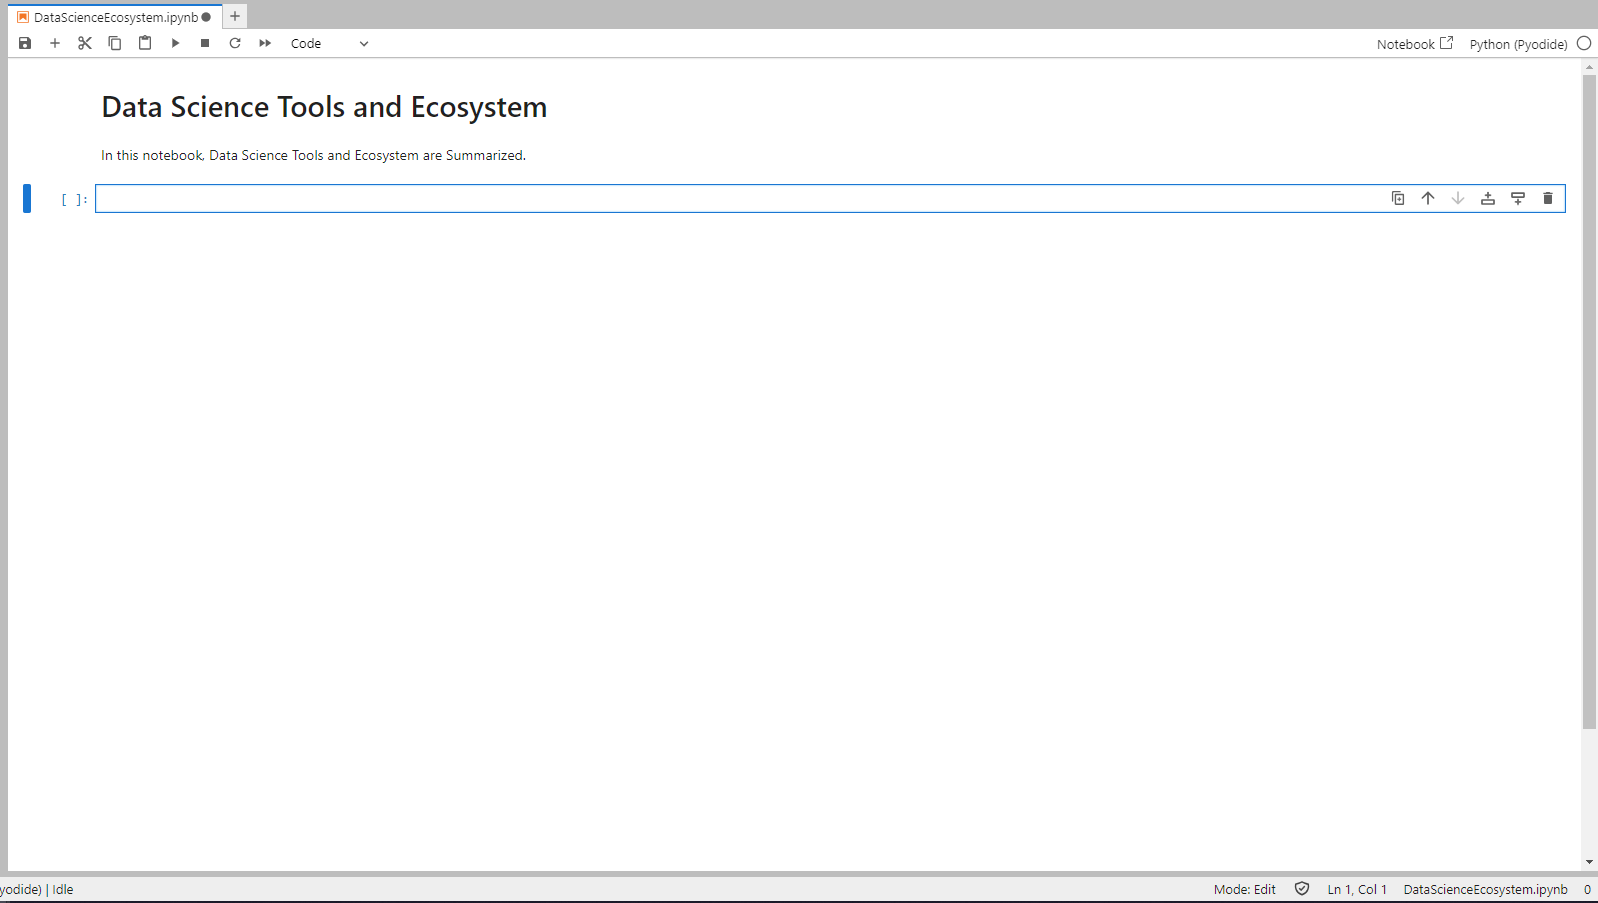 DataScienceEcosystem.ipynb
Code
Notebook Python (Pyodide)
Data Science Tools and Ecosystem
In this notebook, Data Science Tools and Ecosystem are Summarized.
[ ]:
yodide) | Idle
Mode: Edit Ln 1, Col 1 DataScienceEcosystem.ipynb 0